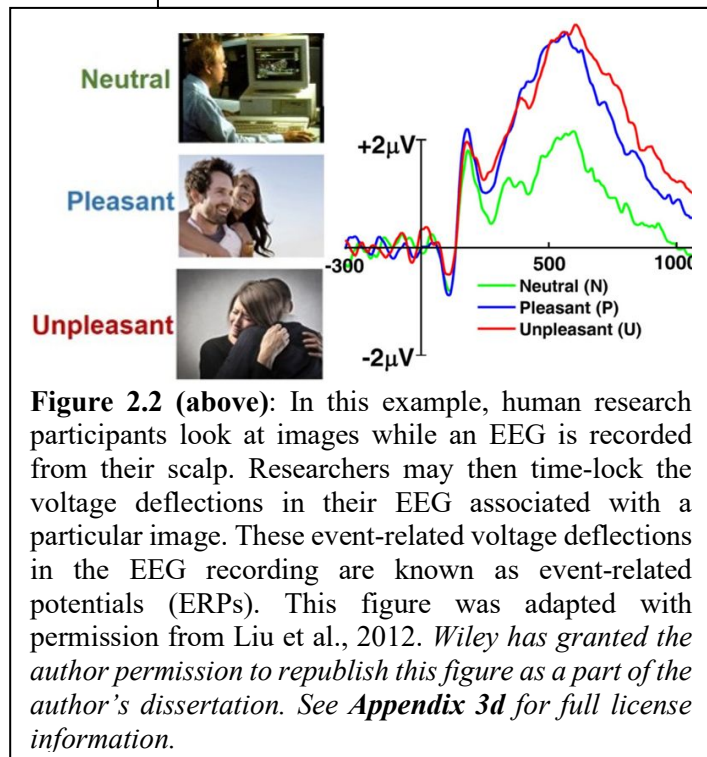 Neutral
Pleasant
Unpleasant
+2μV
-300
500
1000
Neutral (N)
Pleasant (P)
Unpleasant (U)
-2μV
Figure 2.2 (above): In this example, human research
participants look at images while an EEG is recorded
from their scalp. Researchers may then time-lock the
voltage deflections in their EEG associated with a
particular image. These event-related voltage deflections
in the EEG recording are known as event-related
potentials (ERPs). This figure was adapted with
permission from Liu et al., 2012. Wiley has granted the
author permission to republish this figure as a part of the
author’s dissertation. See Appendix 3d for full license
information.